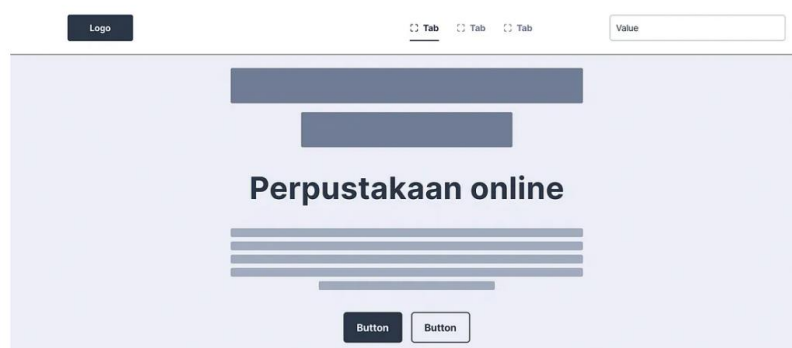 Logo
Tab Tab Tab
Value
Perpustakaan online
Button Button